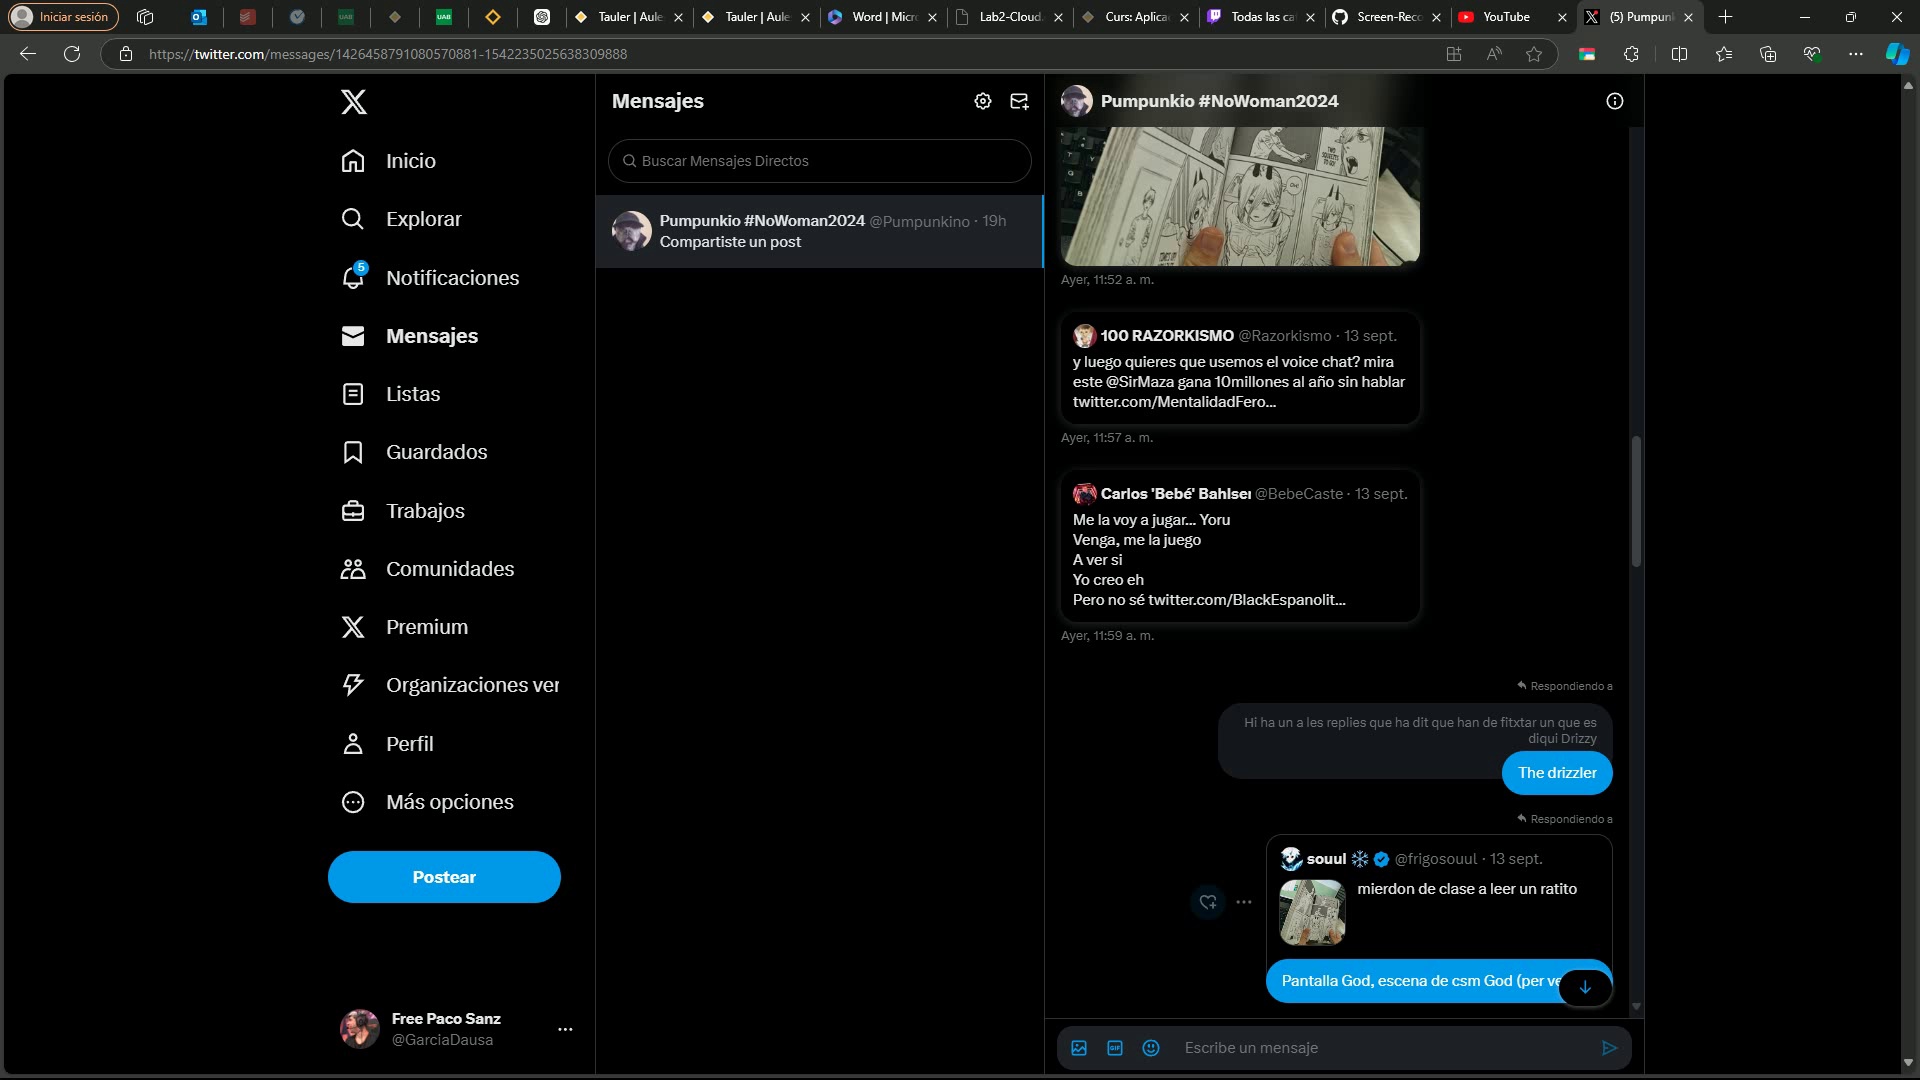 Iniciar sesión
Tauler | Aule
Tauler | Aule
Word | Micr
Lab2-Cloud
Curs: Aplica
Todas las ca
Screen-Reco
YouTube
(5) Pumpun
https://twitter.com/messages/1426458791080570881-1542235025638309888
Inicio
Explorar
5
Notificaciones
Mensajes
Listas
Guardados
Trabajos
Comunidades
Premium
Organizaciones ver
Perfil
Más opciones
Postear
Free Paco Sanz
@GarciaDausa
Mensajes
Buscar Mensajes Directos
Pumpunkio #NoWoman2024 @Pumpunkino · 19h
Compartiste un post
Pumpunkio #NoWoman2024
Ayer, 11:52 a. m.
100 RAZORKISMO @Razorkismo · 13 sept.
y luego quieres que usemos el voice chat? mira
este @SirMaza gana 10millones al año sin hablar
twitter.com/MentalidadFero...
Ayer, 11:57 a. m.
Carlos 'Bebé' Bahlser @BebeCaste · 13 sept.
Me la voy a jugar... Yoru
Venga, me la juego
A ver si
Yo creo eh
Pero no sé twitter.com/BlackEspanolit...
Ayer, 11:59 a. m.
Respondiendo a
Hi ha un a les replies que ha dit que han de fitxtar un que es
diqui Drizzy
The drizzler
Respondiendo a
souul @frigosouul · 13 sept.
mierdon de clase a leer un ratito
Pantalla God, escena de csm God (per ve
GIF
Escribe un mensaje